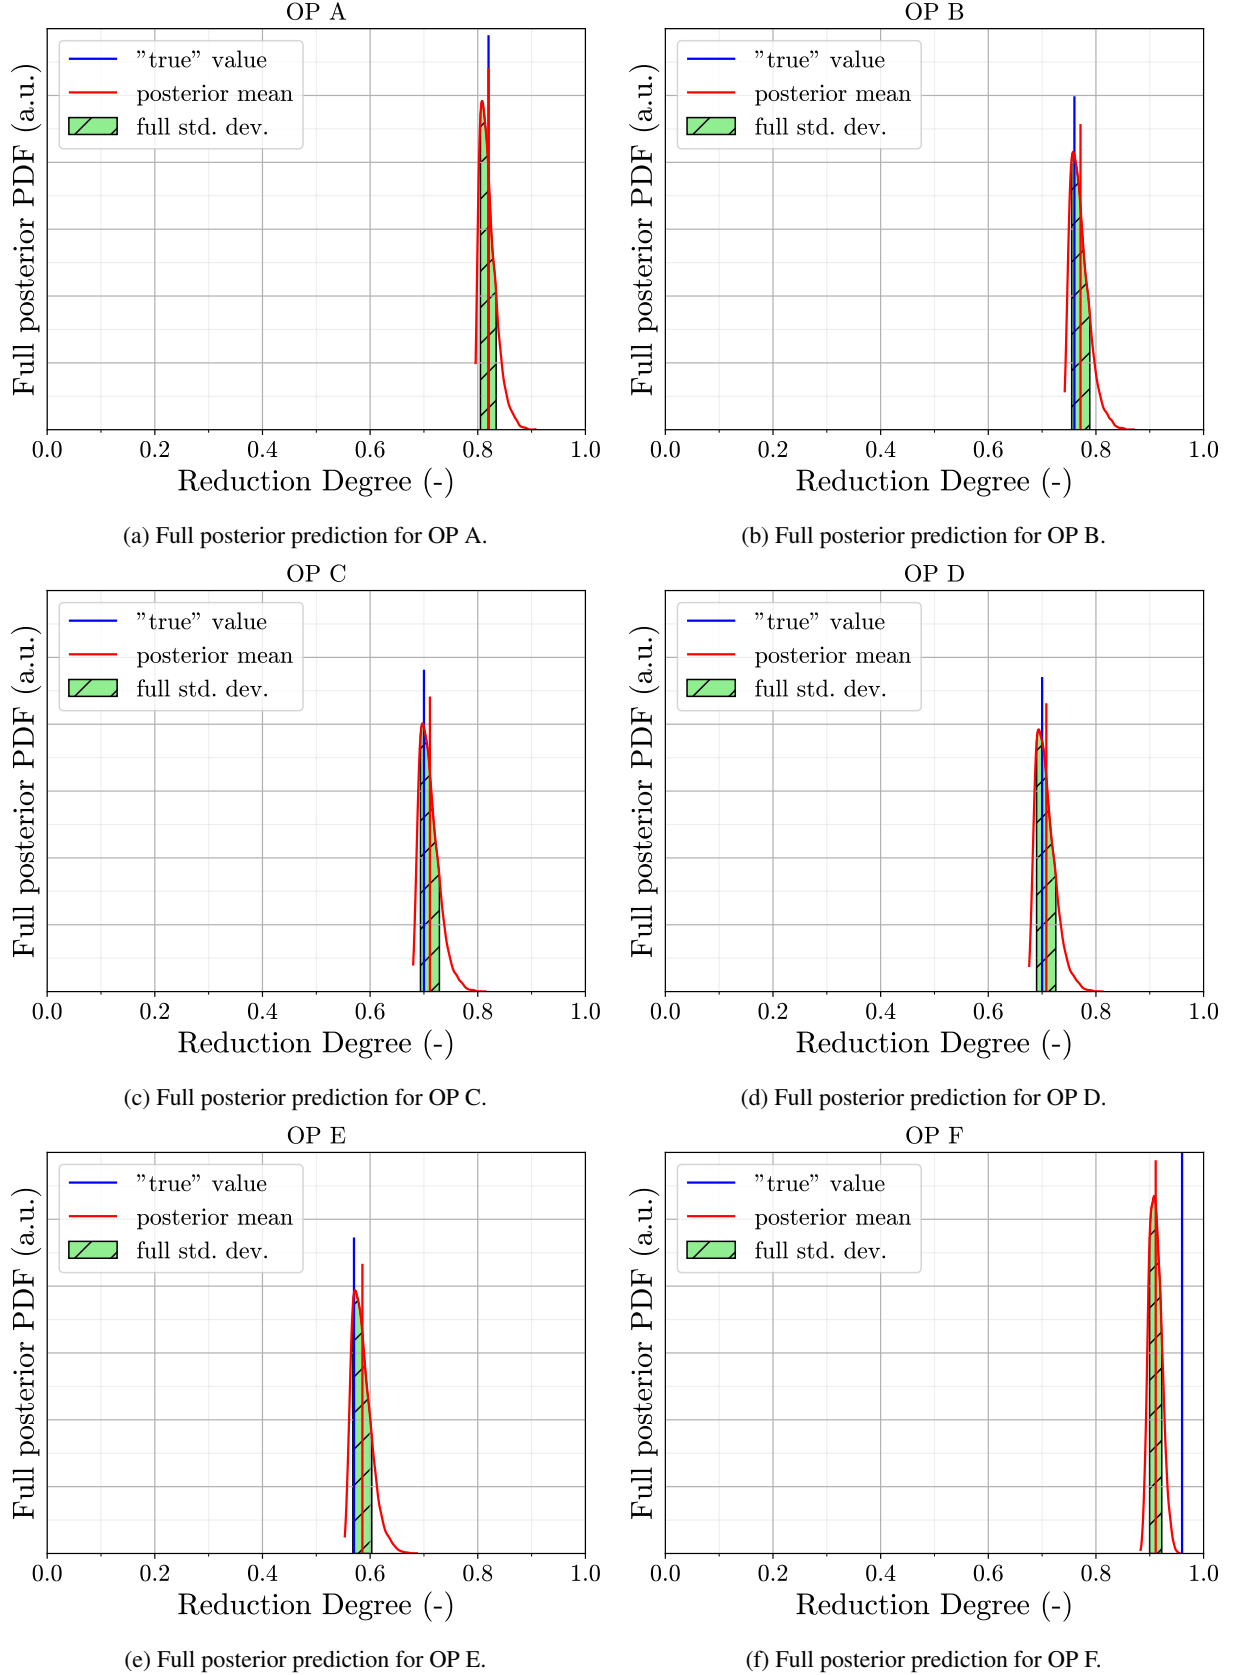 OP A
Full posterior PDF (a.u.)
"true" value
posterior mean
full std. dev.
0.0 0.2 0.4 0.6 0.8 1.0
Reduction Degree (-)
(a) Full posterior prediction for OP A.
OP B
Full posterior PDF (a.u.)
"true" value
posterior mean
full std. dev.
0.0 0.2 0.4 0.6 0.8 1.0
Reduction Degree (-)
(b) Full posterior prediction for OP B.
OP C
Full posterior PDF (a.u.)
"true" value
posterior mean
full std. dev.
0.0 0.2 0.4 0.6 0.8 1.0
Reduction Degree (-)
(c) Full posterior prediction for OP C.
OP D
Full posterior PDF (a.u.)
"true" value
posterior mean
full std. dev.
0.0 0.2 0.4 0.6 0.8 1.0
Reduction Degree (-)
(d) Full posterior prediction for OP D.
OP E
Full posterior PDF (a.u.)
"true" value
posterior mean
full std. dev.
0.0 0.2 0.4 0.6 0.8 1.0
Reduction Degree (-)
(e) Full posterior prediction for OP E.
OP F
Full posterior PDF (a.u.)
"true" value
posterior mean
full std. dev.
0.0 0.2 0.4 0.6 0.8 1.0
Reduction Degree (-)
(f) Full posterior prediction for OP F.